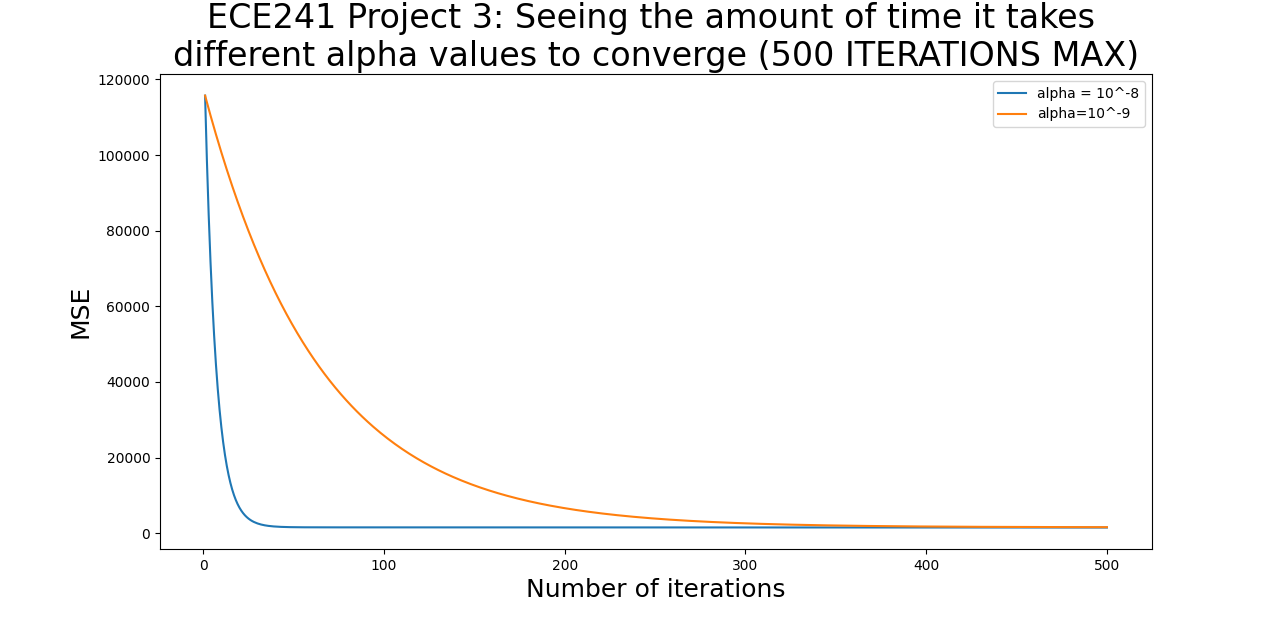 ECE241 Project 3: Seeing the amount of time it takes
different alpha values to converge (500 ITERATIONS MAX)
alpha = 10^-8
alpha=10^-9
MSE
120000
100000
80000
60000
40000
20000
0
0 100 200 300 400 500
Number of iterations